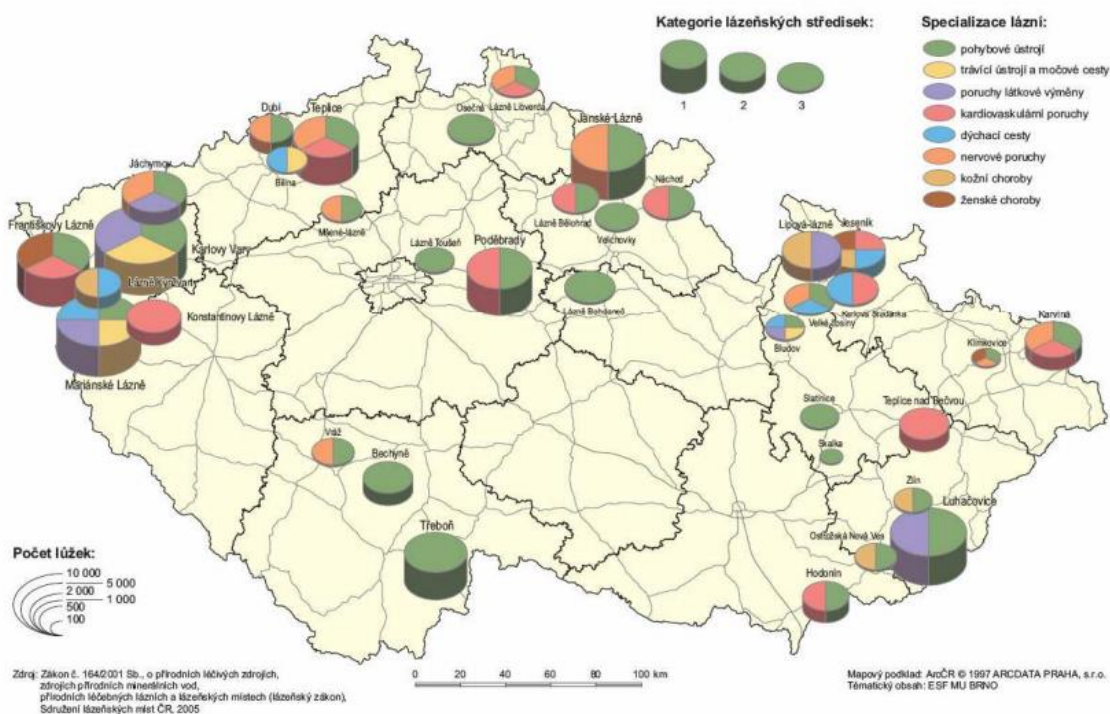 Kategorie lázeňských středisek:
1
2
3
Specializace lázní:
pohybové ústrojí
trávící ústrojí a močové cesty
poruchy látkové výměny
kardiovaskulární poruchy
dýchací cesty
nervové poruchy
kožní choroby
ženské choroby
Lázně Libverda
Dubí
Teplice
Osečná
Janské Lázně
Bílina
Jáchymov
Náchod
Mšené-lázně
Lázně Bělohrad
Velichovky
Františkovy Lázně
Karlovy Vary
Lázně Toušeň
Poděbrady
Lipová-lázně
Jeseník
Lázně Kynžvart
Lázně Bohdaneč
Konstantinovy Lázně
Karlova Studánka
Velké Losiny
Karviná
Bludov
Klimkovice
Mariánské Lázně
Slatinice
Teplice nad Bečvou
Skalka
Vráž
Bechyně
Zlín
Luhačovice
Třeboň
Ostrožská Nová Ves
Hodonín
Počet lůžek:
10 000
5 000
2 000
1 000
500
100
0 20 40 60 80 100 km
Zdroj: Zákon č. 164/2001 Sb., o přírodních léčivých zdrojích,
zdrojích přírodních minerálních vod,
přírodních léčebných lázních a lázeňských místech (lázeňský zákon),
Sdružení lázeňských míst ČR, 2005
Mapový podklad: ArcČR © 1997 ARCDATA PRAHA, s.r.o.
Tématický obsah: ESF MU BRNO